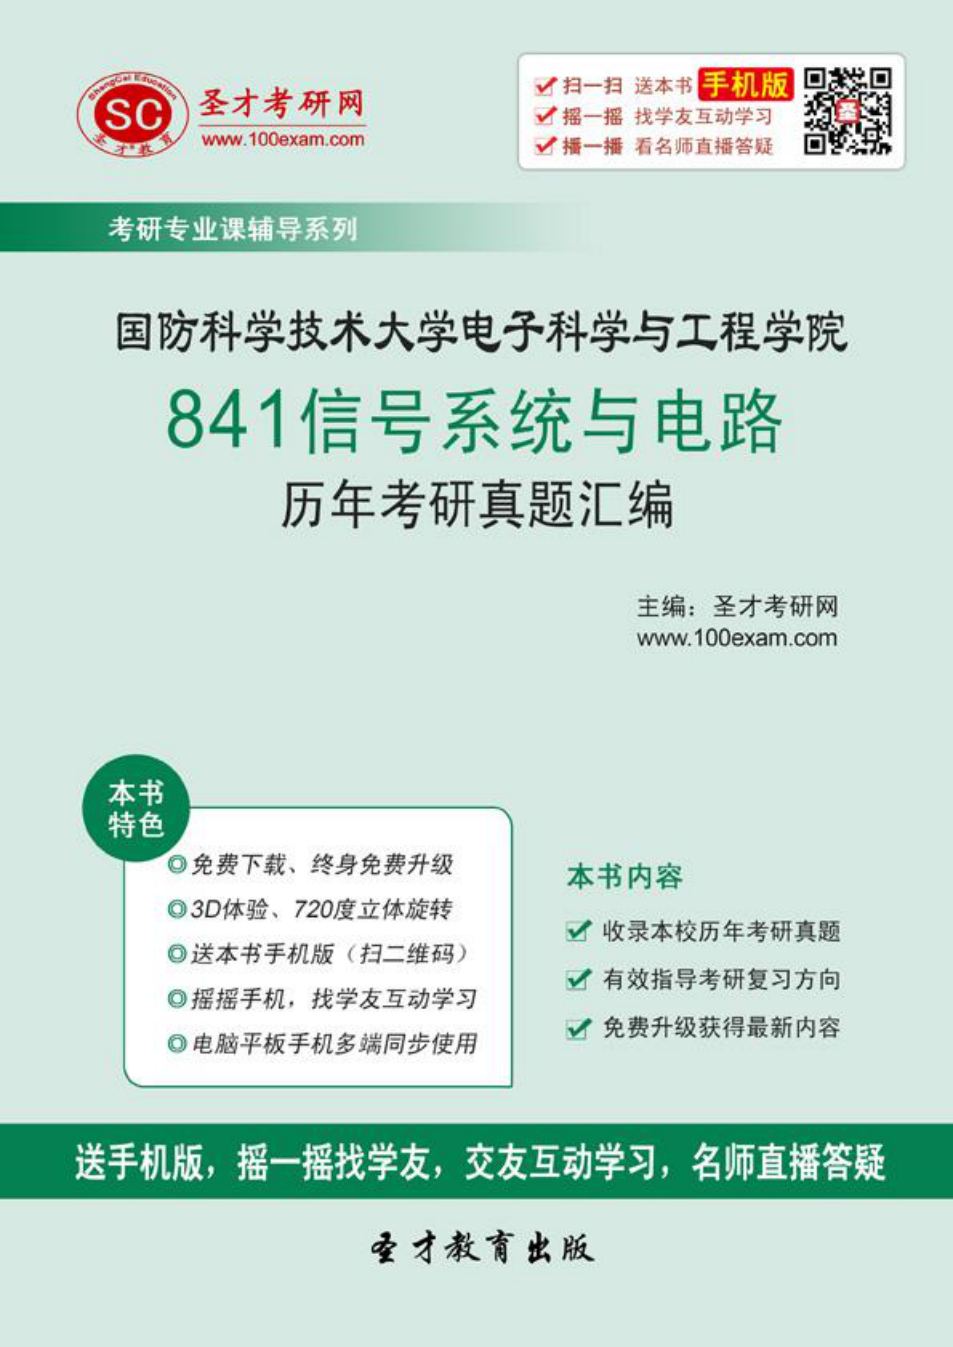 ShengCai Education
SC
圣才教育
圣才考研网
www.100exam.com
扫一扫 送本书 手机版
摇一摇 找学友互动学习
播一播 看名师直播答疑
圣
考研专业课辅导系列
国防科学技术大学电子科学与工程学院
841信号系统与电路
历年考研真题汇编
主编：圣才考研网
www.100exam.com
本书
特色
◎免费下载、终身免费升级
◎3D体验、720度立体旋转
◎送本书手机版（扫二维码）
◎摇摇手机，找学友互动学习
◎电脑平板手机多端同步使用
本书内容
收录本校历年考研真题
有效指导考研复习方向
免费升级获得最新内容
送手机版，摇一摇找学友，交友互动学习，名师直播答疑
圣才教育出版